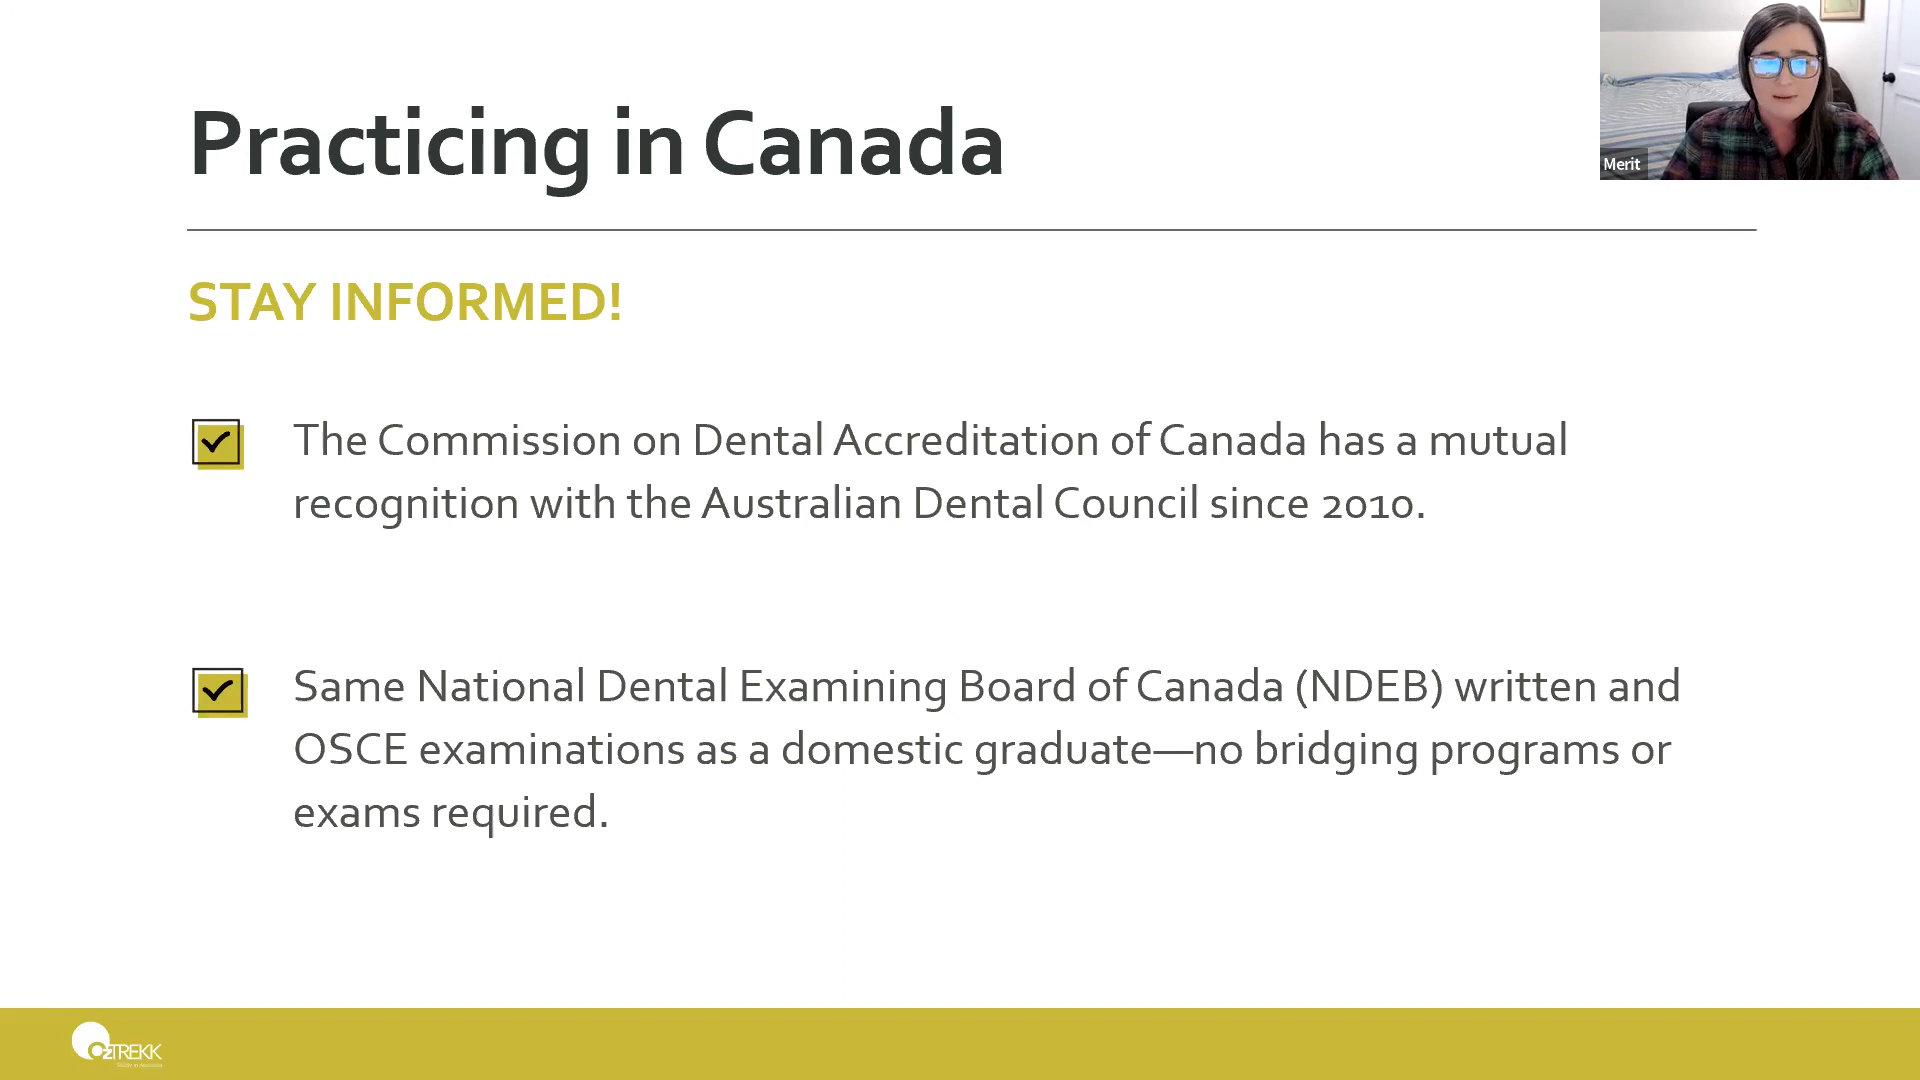 Practicing in Canada
Merit
STAY INFORMED!
The Commission on Dental Accreditation of Canada has a mutual
recognition with the Australian Dental Council since 2010.
Same National Dental Examining Board of Canada (NDEB) written and
OSCE examinations as a domestic graduate—no bridging programs or
exams required.
OzTREKK